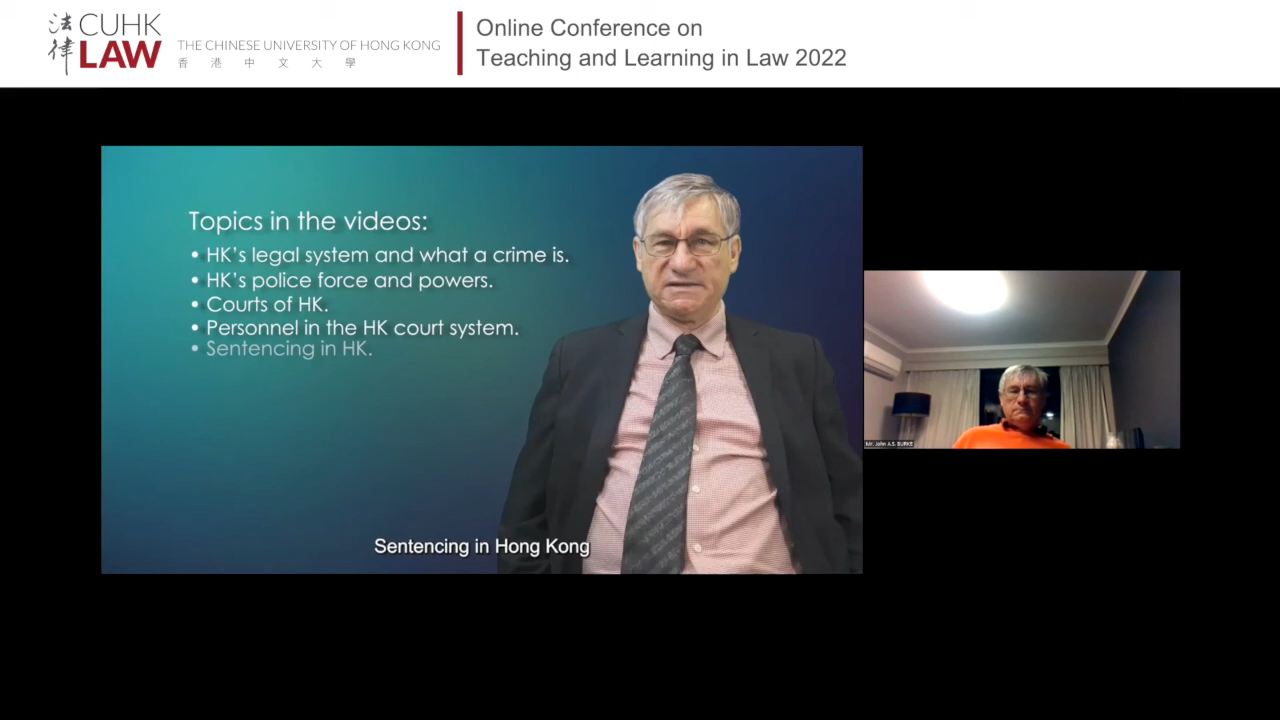 法律
CUHK
LAW
THE CHINESE UNIVERSITY OF HONG KONG
香港中文大學
Online Conference on
Teaching and Learning in Law 2022
Topics in the videos:
• HK's legal system and what a crime is.
• HK's police force and powers.
• Courts of HK.
• Personnel in the HK court system.
• Sentencing in HK.
Sentencing in Hong Kong
Mr. John A.S. BURKE